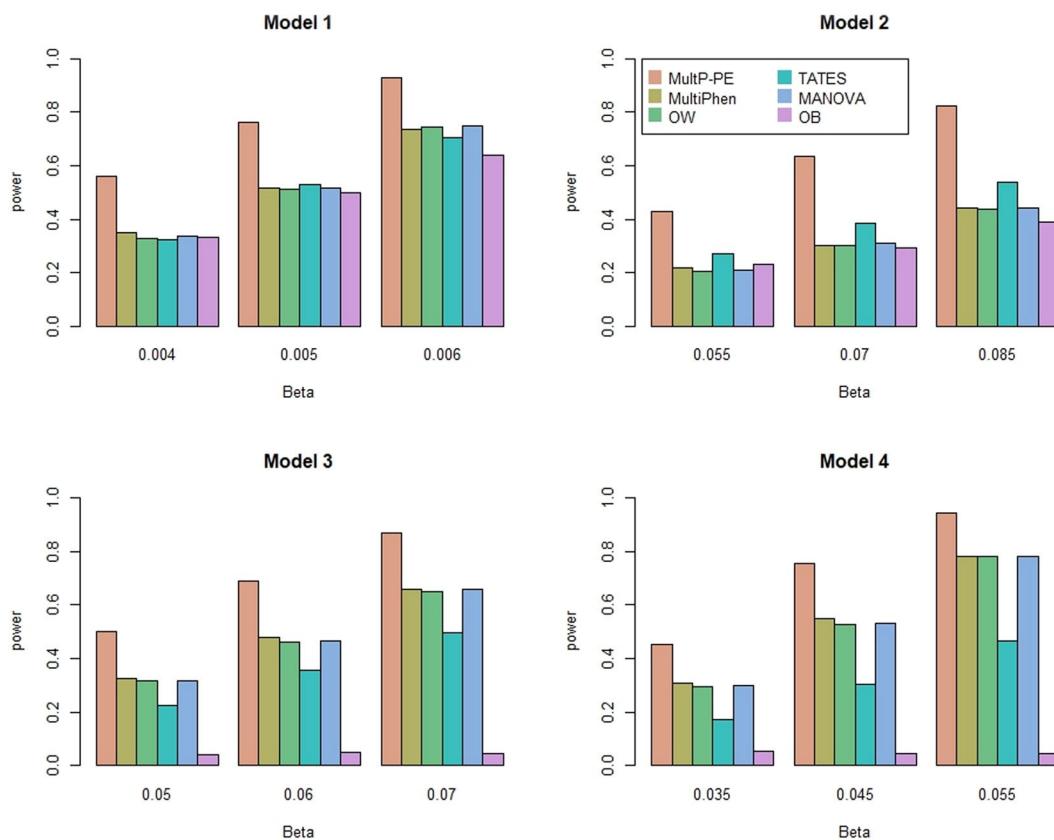 Model 1
1.0
0.8
0.6
0.4
0.2
0.0
power
0.004 0.005 0.006
Beta
Model 2
1.0
0.8
0.6
0.4
0.2
0.0
power
MultP-PE TATES
MultiPhen MANOVA
OW OB
0.055 0.07 0.085
Beta
Model 3
1.0
0.8
0.6
0.4
0.2
0.0
power
0.05 0.06 0.07
Beta
Model 4
1.0
0.8
0.6
0.4
0.2
0.0
power
0.035 0.045 0.055
Beta